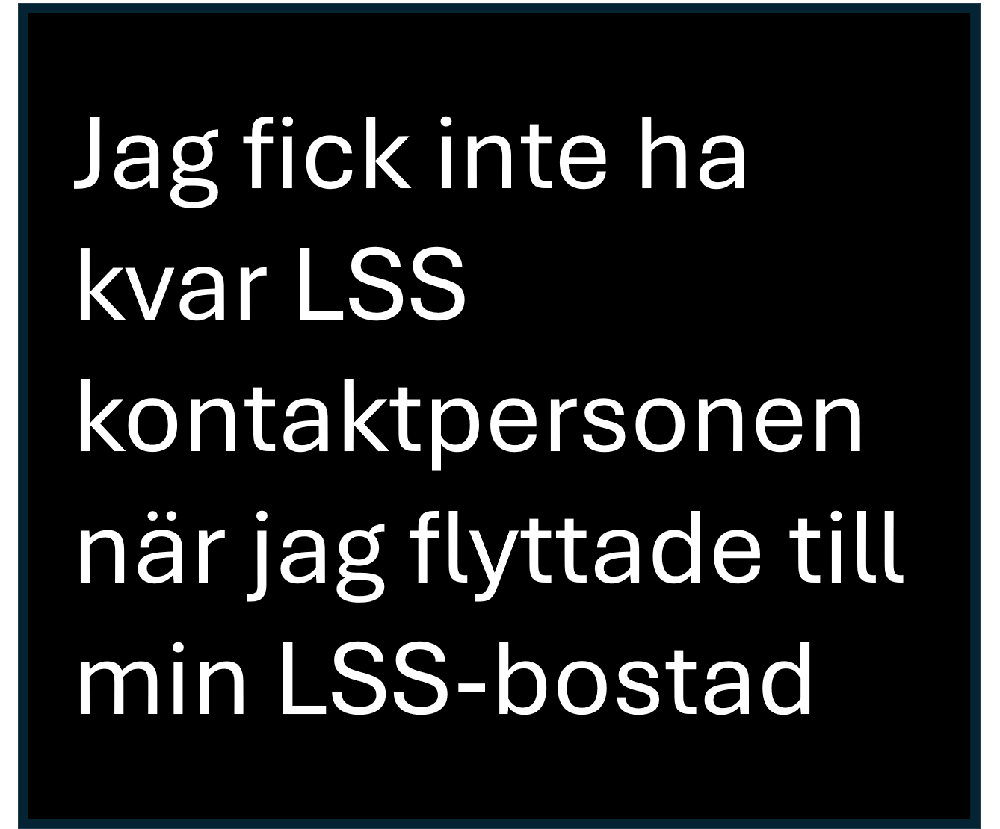 Jag fick inte ha
kvar LSS
kontaktpersonen
när jag flyttade till
min LSS-bostad